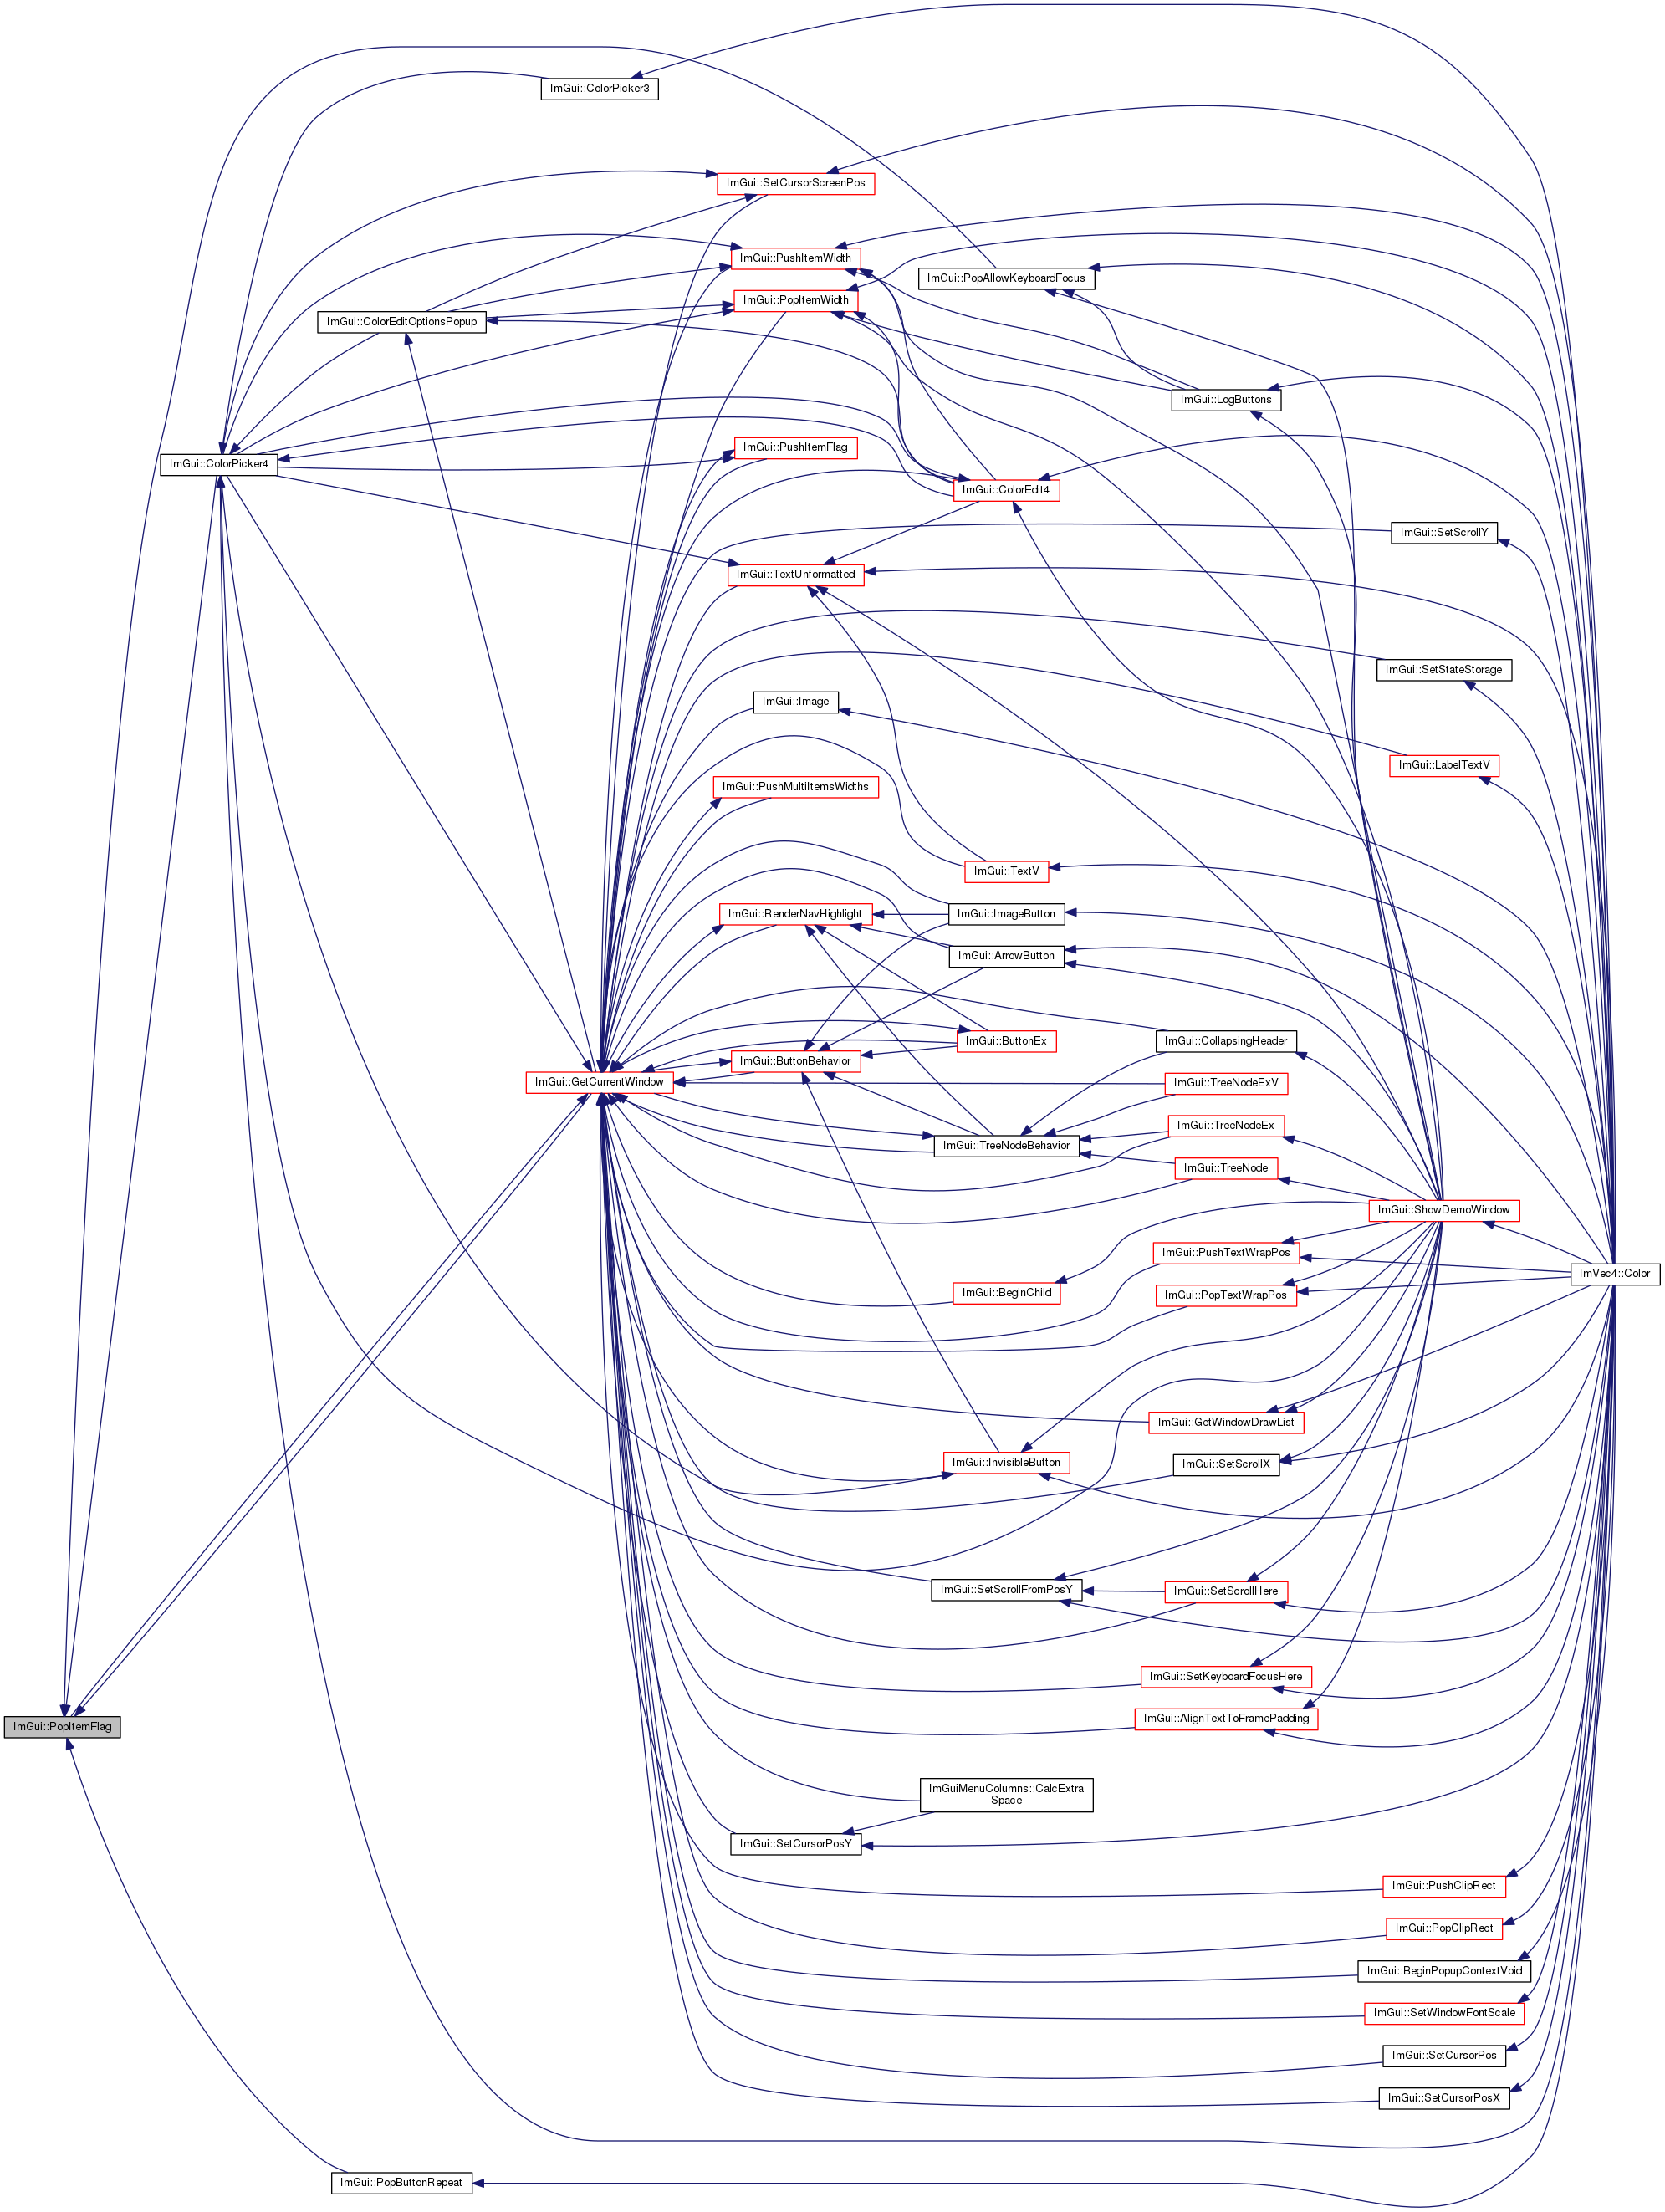 ImGui::ColorPicker3
ImGui::SetCursorScreenPos
ImGui::PushItemWidth
ImGui::PopAllowKeyboardFocus
ImGui::PopItemWidth
ImGui::ColorEditOptionsPopup
ImGui::LogButtons
ImGui::PushItemFlag
ImGui::ColorPicker4
ImGui::ColorEdit4
ImGui::SetScrollY
ImGui::TextUnformatted
ImGui::SetStateStorage
ImGui::Image
ImGui::LabelTextV
ImGui::PushMultiItemsWidths
ImGui::TextV
ImGui::RenderNavHighlight
ImGui::ImageButton
ImGui::ArrowButton
ImGui::ButtonEx
ImGui::CollapsingHeader
ImGui::ButtonBehavior
ImGui::GetCurrentWindow
ImGui::TreeNodeExV
ImGui::TreeNodeEx
ImGui::TreeNodeBehavior
ImGui::TreeNode
ImGui::ShowDemoWindow
ImGui::PushTextWrapPos
ImVec4::Color
ImGui::BeginChild
ImGui::PopTextWrapPos
ImGui::GetWindowDrawList
ImGui::InvisibleButton
ImGui::SetScrollX
ImGui::SetScrollFromPosY
ImGui::SetScrollHere
ImGui::SetKeyboardFocusHere
ImGui::AlignTextToFramePadding
ImGui::PopItemFlag
ImGuiMenuColumns::CalcExtra
Space
ImGui::SetCursorPosY
ImGui::PushClipRect
ImGui::PopClipRect
ImGui::BeginPopupContextVoid
ImGui::SetWindowFontScale
ImGui::SetCursorPos
ImGui::SetCursorPosX
ImGui::PopButtonRepeat